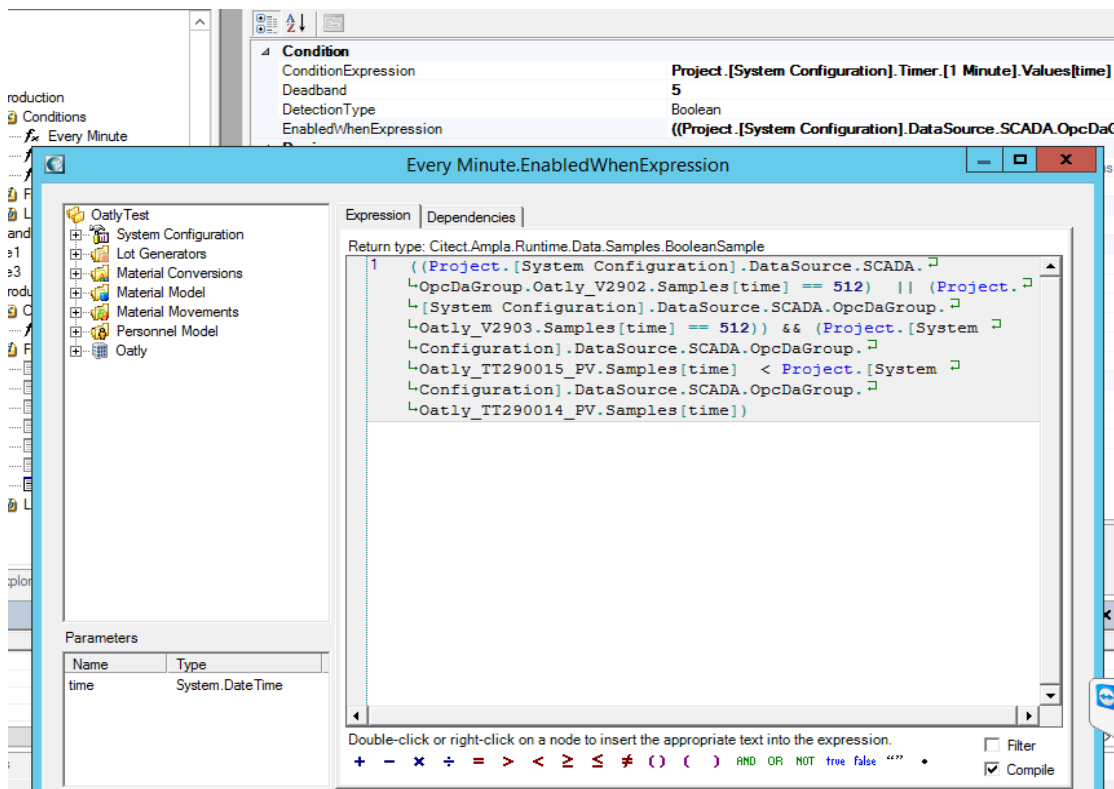 Condition
ConditionExpression Project.[System Configuration].Timer.[1 Minute].Values[time]
Deadband 5
DetectionType Boolean
EnabledWhenExpression ((Project.[System Configuration].DataSource.SCADA.OpcDaG
roduction
Conditions
Every Minute
Every Minute.EnabledWhenExpression
OatlyTest
System Configuration
Lot Generators
Material Conversions
Material Model
Material Movements
Personnel Model
Oatly
Expression Dependencies
Return type: Citect.Ampla.Runtime.Data.Samples.BooleanSample
1 ((Project.[System Configuration].DataSource.SCADA.
OpcDaGroup.Oatly_V2902.Samples[time] == 512) || (Project.
[System Configuration].DataSource.SCADA.OpcDaGroup.
Oatly_V2903.Samples[time] == 512)) && (Project.[System
Configuration].DataSource.SCADA.OpcDaGroup.
Oatly_TT290015_PV.Samples[time] < Project.[System
Configuration].DataSource.SCADA.OpcDaGroup.
Oatly_TT290014_PV.Samples[time])
Parameters
Name Type
time System.DateTime
Double-click or right-click on a node to insert the appropriate text into the expression.
+ − × ÷ = > < ≥ ≤ ≠ () ( ) AND OR NOT true false “” •
Filter
Compile